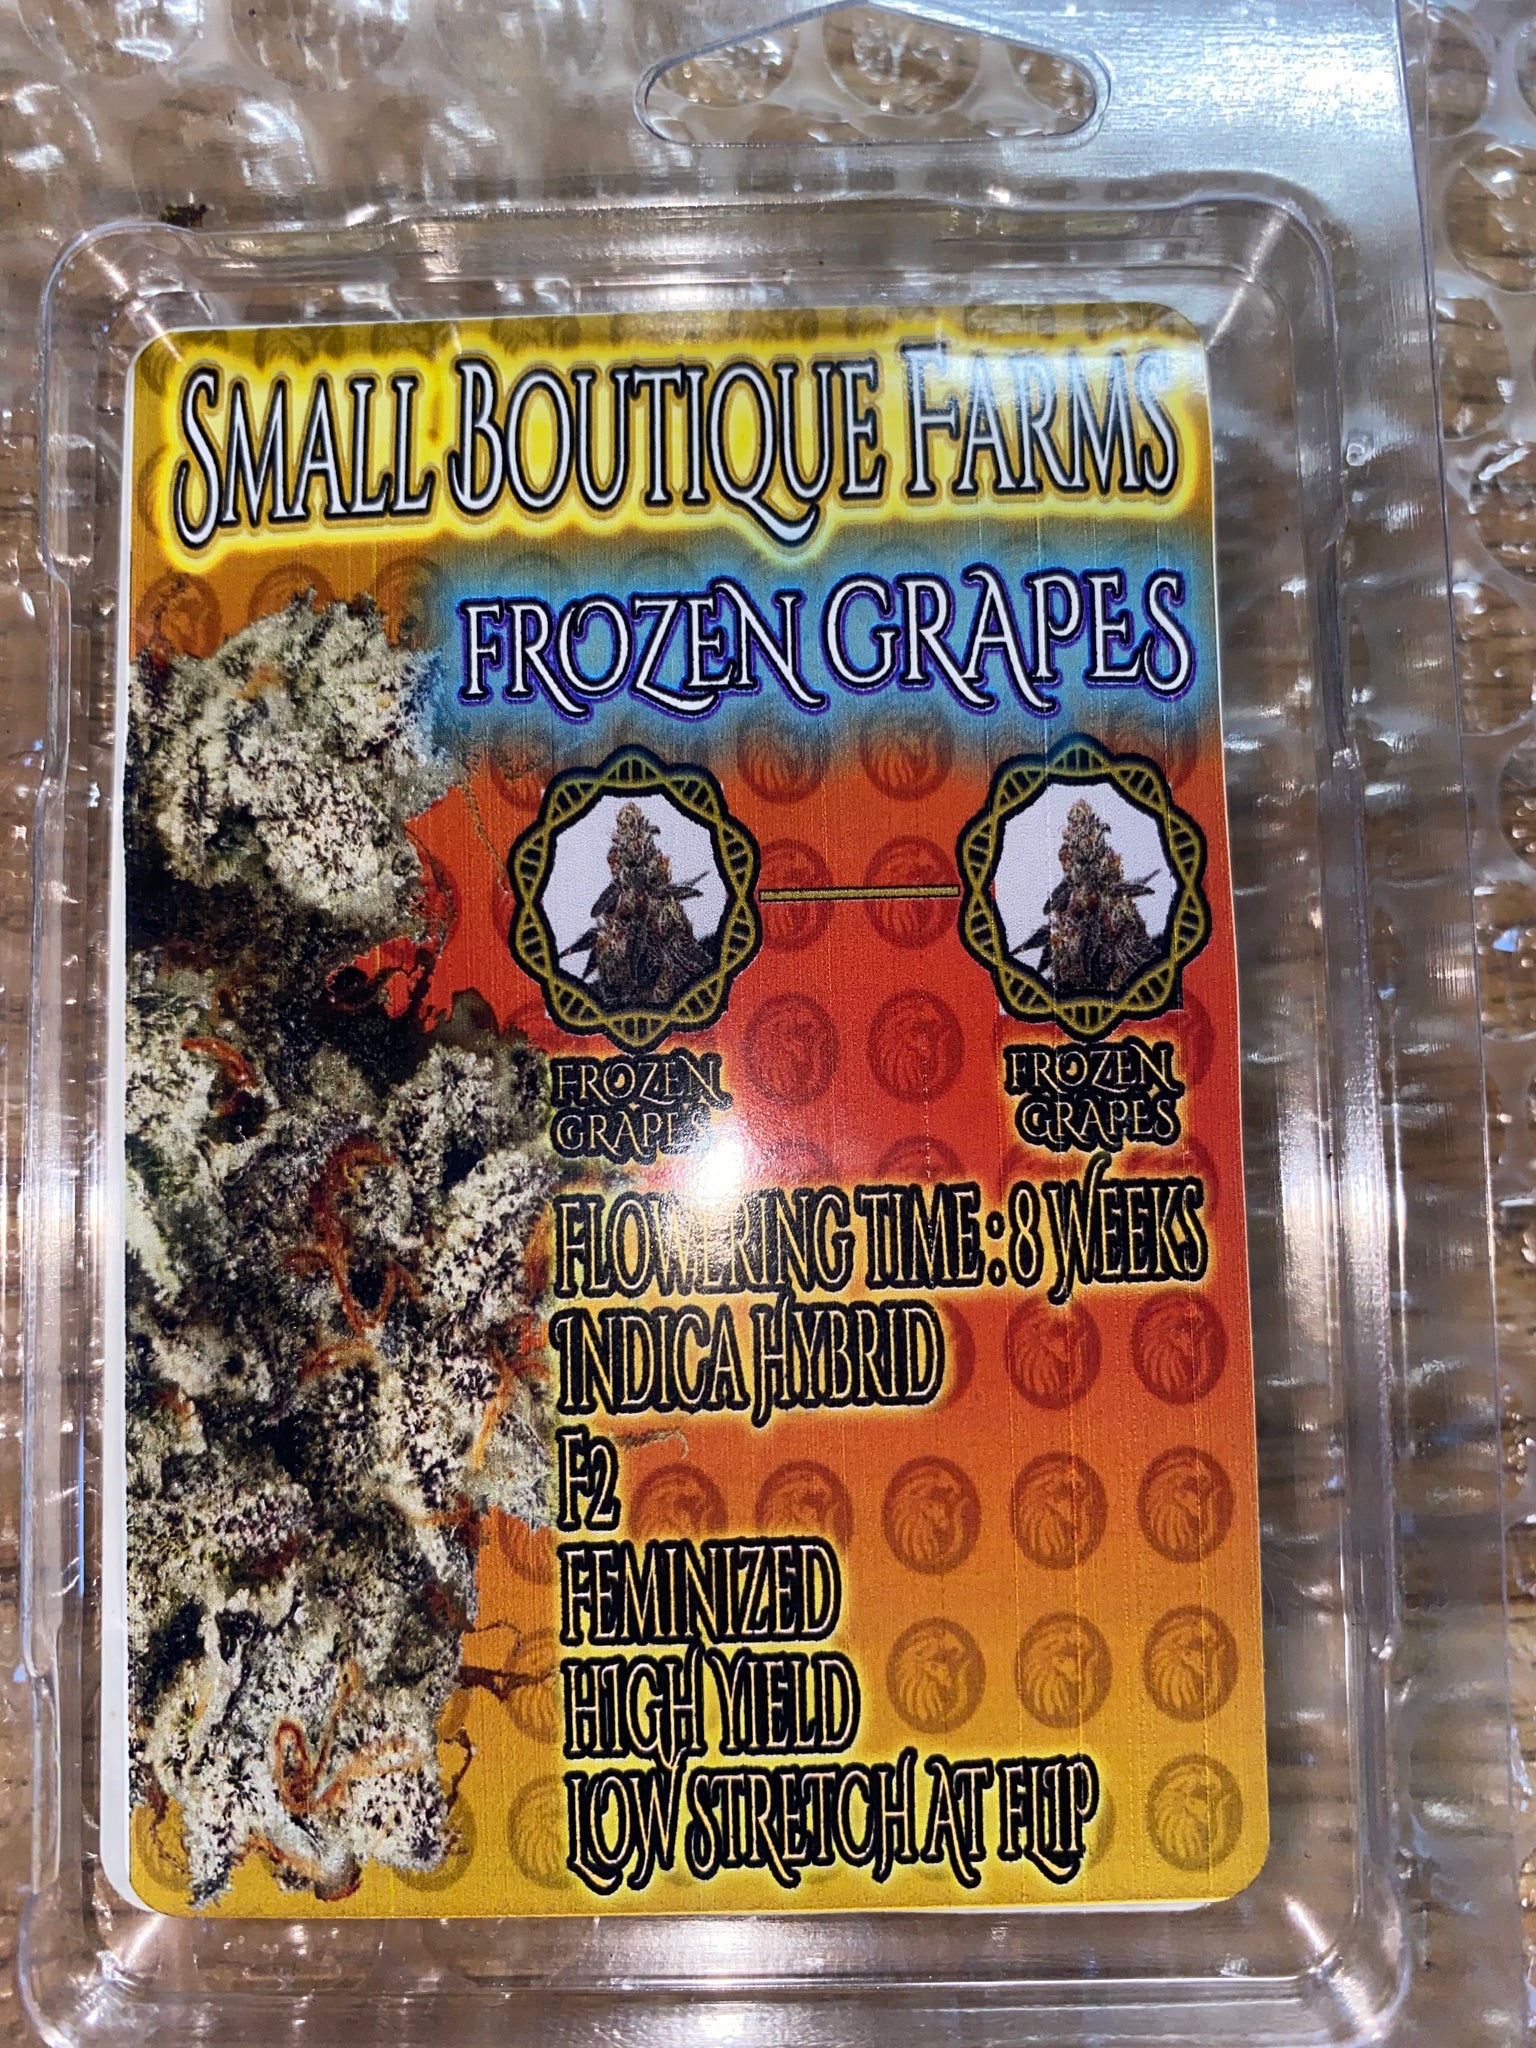 SMALL BOUTIQUE FARMS
FROZEN GRAPES
FROZEN
GRAPES
FROZEN
GRAPES
FLOWERING TIME: 8 WEEKS
INDICA HYBRID
F2
FEMINIZED
HIGH YIELD
LOW STRETCH AT FLIP